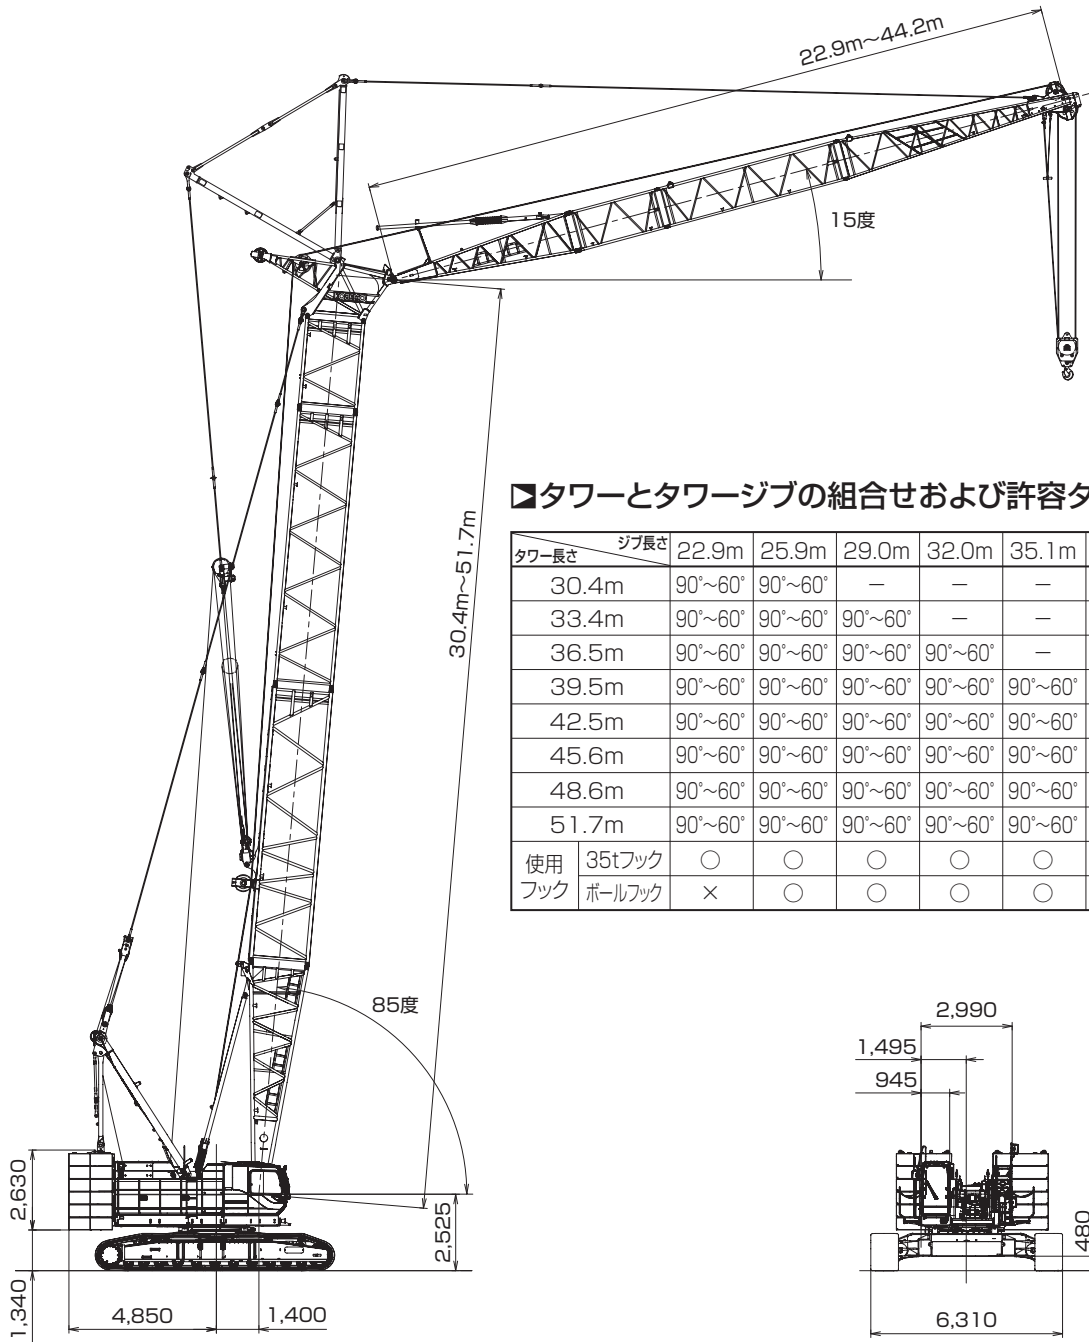 22.9m～44.2m
15度
30.4m～51.7m
タワーとタワージブの組合せおよび許容タ
ジブ長さ 22.9m 25.9m 29.0m 32.0m 35.1m
タワー長さ
30.4m 90°～60° 90°～60° － － －
33.4m 90°～60° 90°～60° 90°～60° － －
36.5m 90°～60° 90°～60° 90°～60° 90°～60° －
39.5m 90°～60° 90°～60° 90°～60° 90°～60° 90°～60°
42.5m 90°～60° 90°～60° 90°～60° 90°～60° 90°～60°
45.6m 90°～60° 90°～60° 90°～60° 90°～60° 90°～60°
48.6m 90°～60° 90°～60° 90°～60° 90°～60° 90°～60°
51.7m 90°～60° 90°～60° 90°～60° 90°～60° 90°～60°
使用
フック
35tフック ○ ○ ○ ○ ○
ボールフック × ○ ○ ○ ○
85度
2,630
1,340
4,850
1,400
2,525
2,990
1,495
945
480
6,310